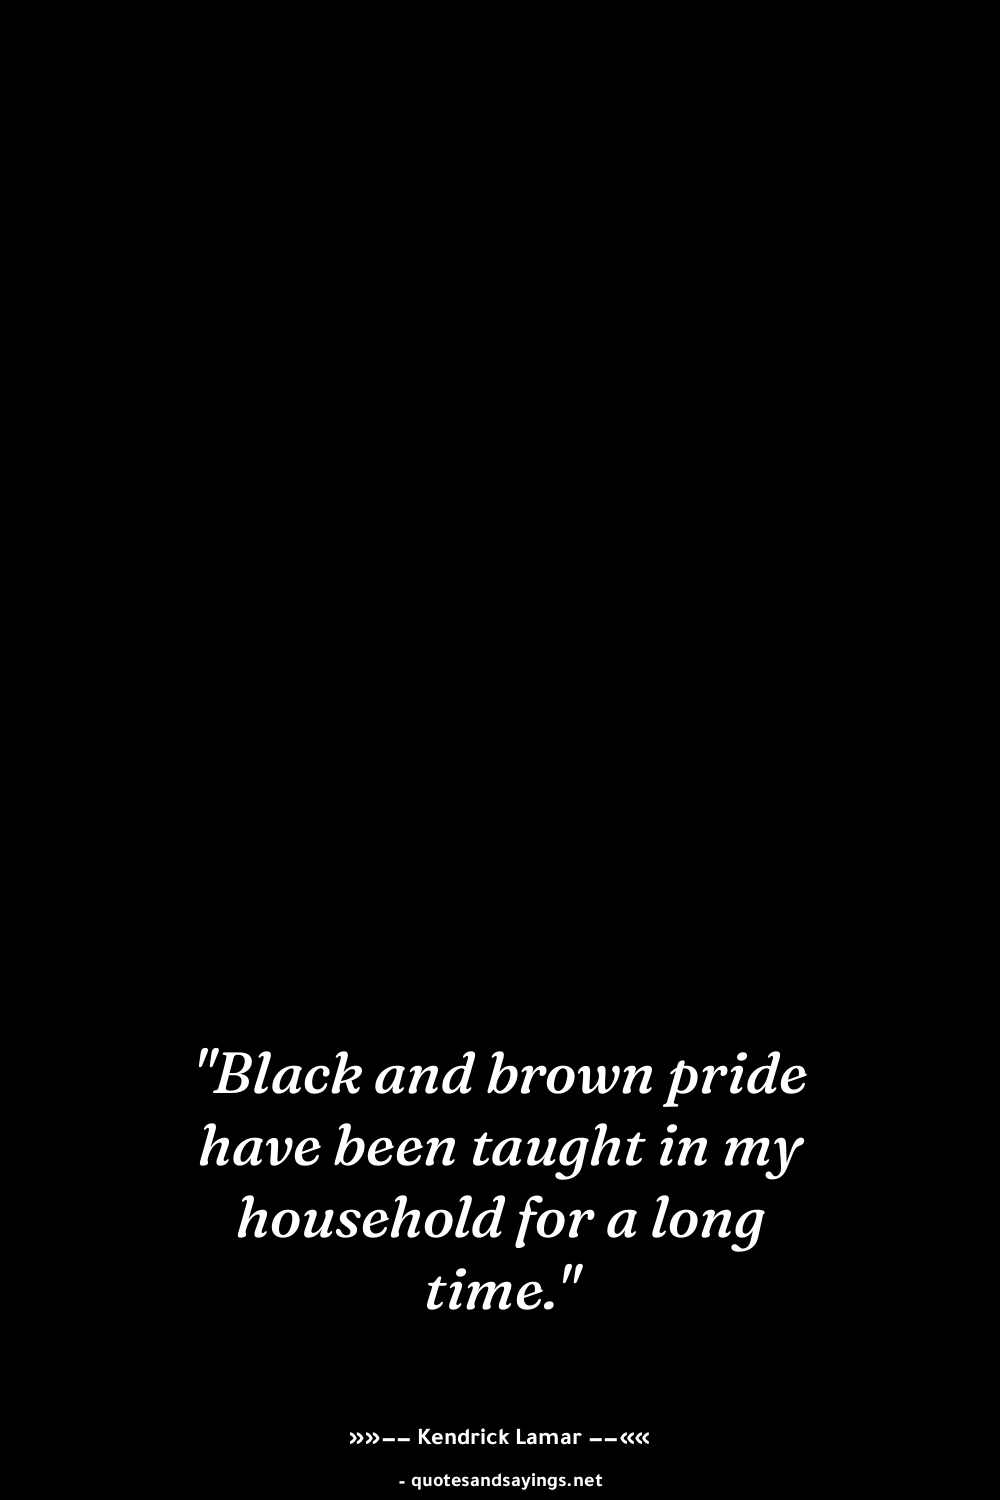 "Black and brown pride
have been taught in my
household for a long
time."
»»−− Kendrick Lamar −−««
- quotesandsayings.net